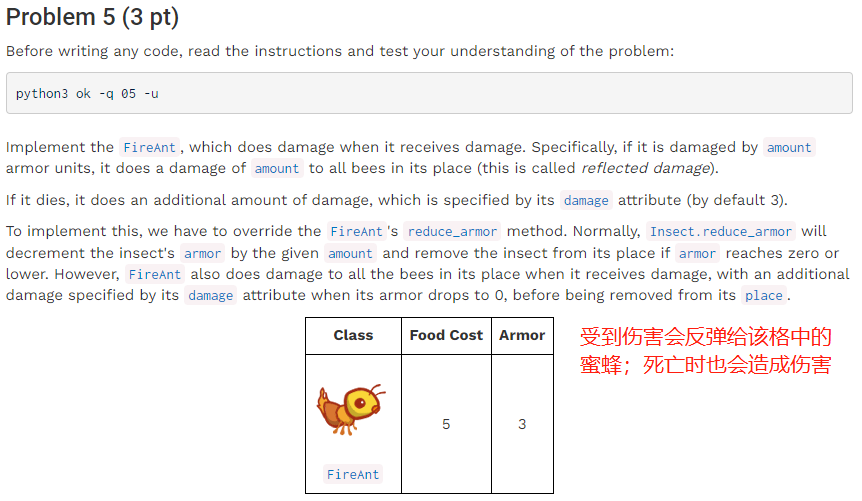 Problem 5 (3 pt)
Before writing any code, read the instructions and test your understanding of the problem:
python3 ok -q 05 -u
Implement the FireAnt, which does damage when it receives damage. Specifically, if it is damaged by amount
armor units, it does a damage of amount to all bees in its place (this is called reflected damage).
If it dies, it does an additional amount of damage, which is specified by its damage attribute (by default 3).
To implement this, we have to override the FireAnt's reduce_armor method. Normally, Insect.reduce_armor will
decrement the insect's armor by the given amount and remove the insect from its place if armor reaches zero or
lower. However, FireAnt also does damage to all the bees in its place when it receives damage, with an additional
damage specified by its damage attribute when its armor drops to 0, before being removed from its place.
Class Food Cost Armor
受到伤害会反弹给该格中的
蜜蜂；死亡时也会造成伤害
5 3
FireAnt